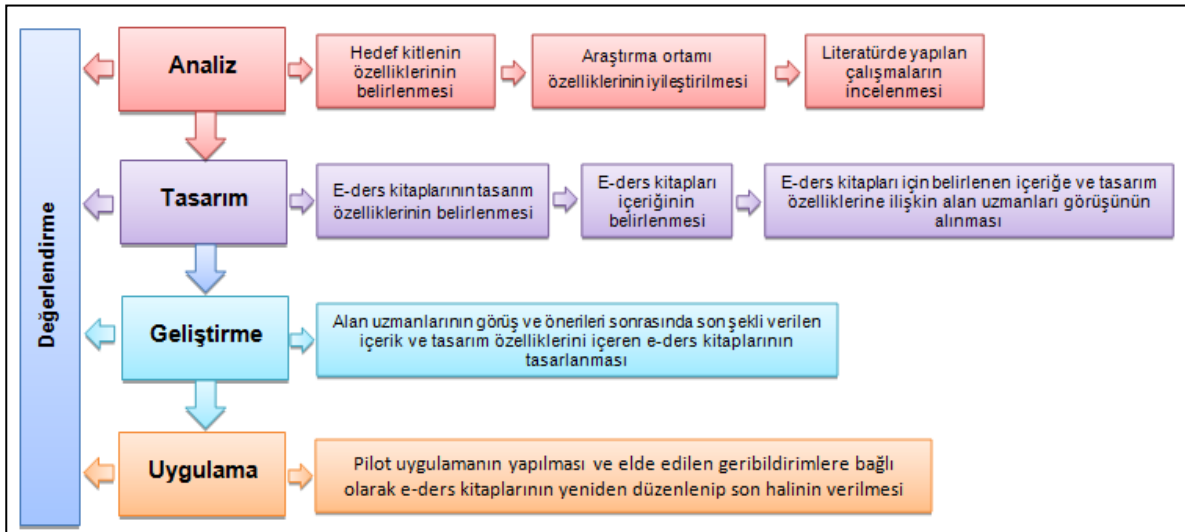 Değerlendirme
Analiz
Hedef kitlenin
özelliklerinin
belirlenmesi
Araştırma ortamı
özelliklerinin iyileştirilmesi
Literatürde yapılan
çalışmaların
incelenmesi
Tasarım
E-ders kitaplarının tasarım
özelliklerinin belirlenmesi
E-ders kitapları
içeriğinin
belirlenmesi
E-ders kitapları için belirlenen içeriğe ve tasarım
özelliklerine ilişkin alan uzmanları görüşünün
alınması
Geliştirme
Alan uzmanlarının görüş ve önerileri sonrasında son şekli verilen
içerik ve tasarım özelliklerini içeren e-ders kitaplarının
tasarlanması
Uygulama
Pilot uygulamanın yapılması ve elde edilen geribildirimlere bağlı
olarak e-ders kitaplarının yeniden düzenlenip son halinin verilmesi